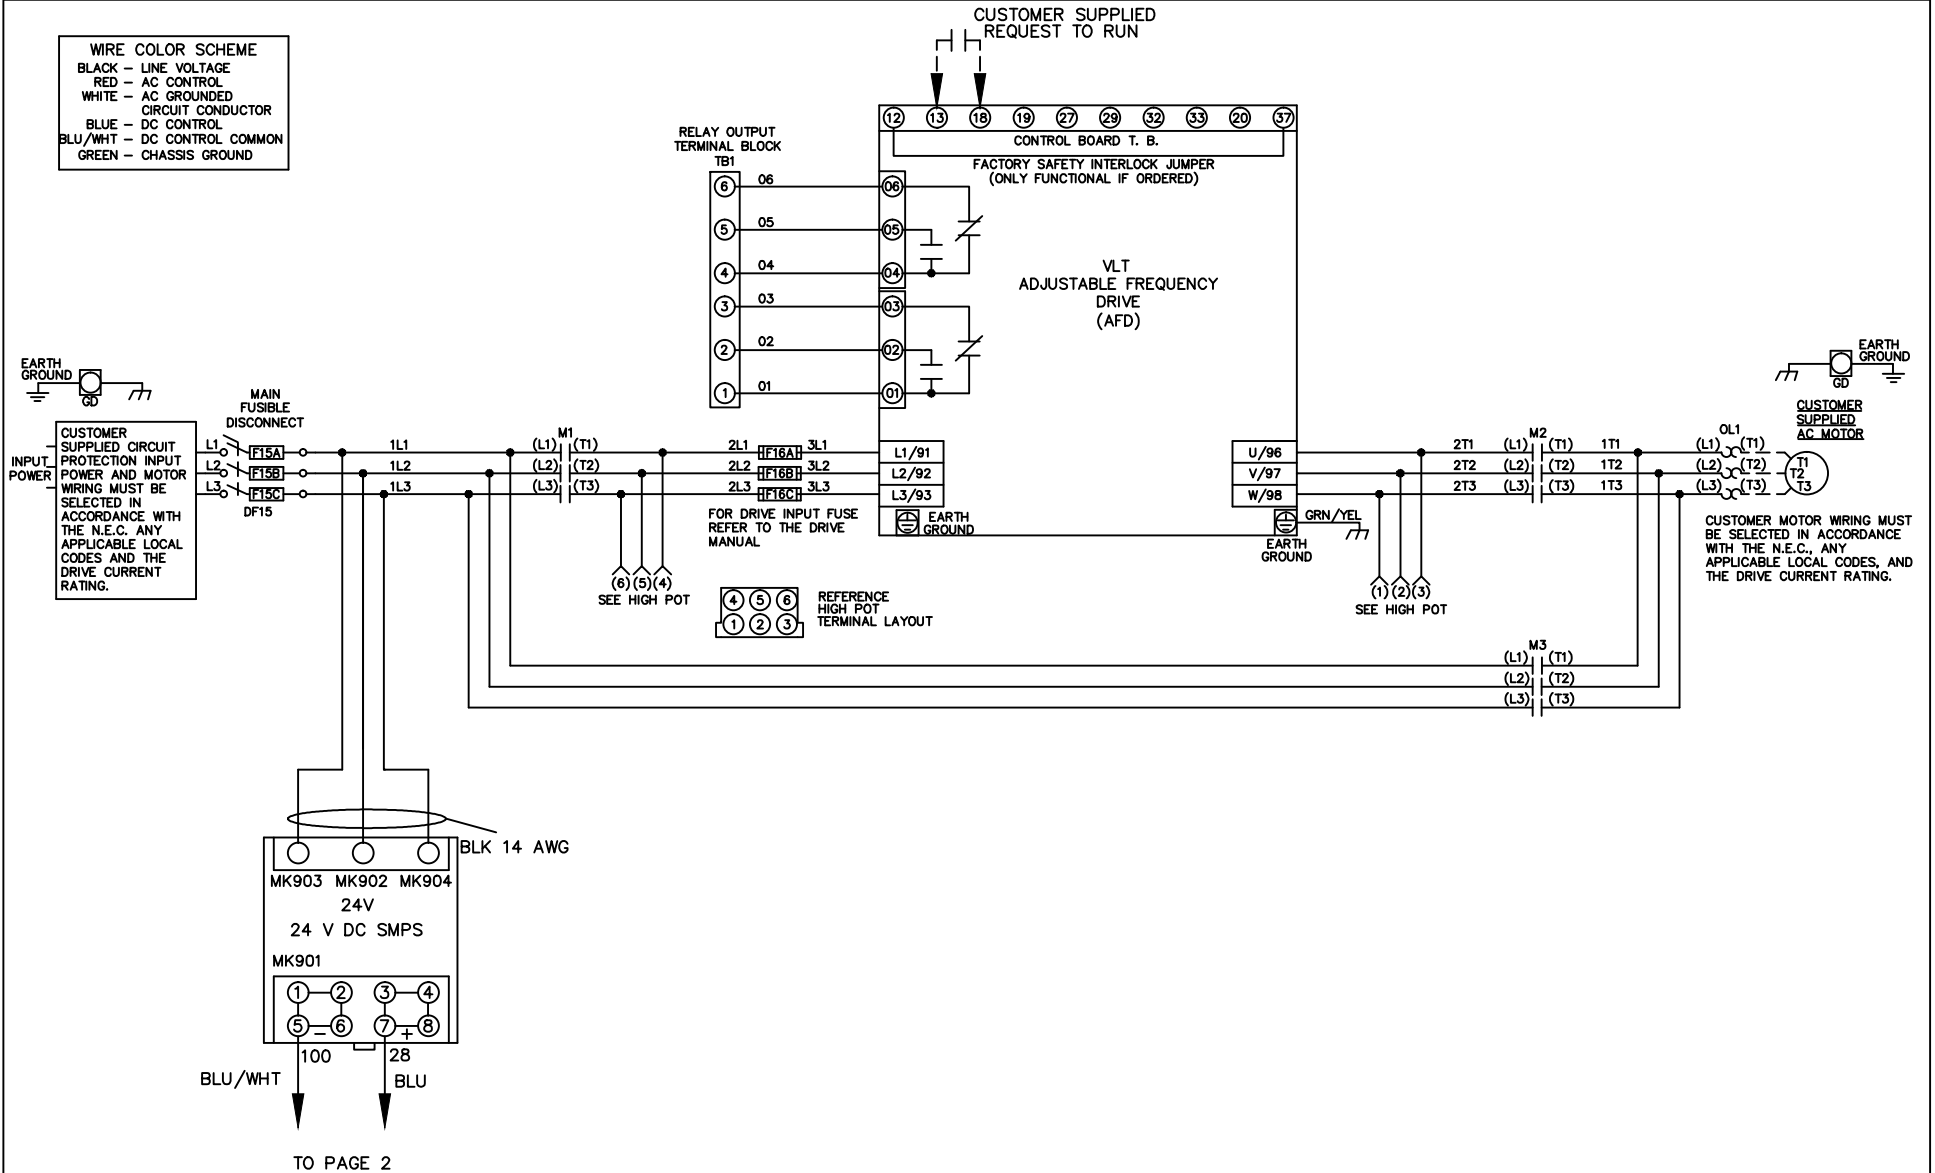 CUSTOMER SUPPLIED
REQUEST TO RUN
WIRE COLOR SCHEME
BLACK – LINE VOLTAGE
RED – AC CONTROL
WHITE – AC GROUNDED
CIRCUIT CONDUCTOR
BLUE – DC CONTROL
BLU/WHT – DC CONTROL COMMON
GREEN – CHASSIS GROUND
12 13 18 19 27 29 32 33 20 37
CONTROL BOARD T. B.
FACTORY SAFETY INTERLOCK JUMPER
(ONLY FUNCTIONAL IF ORDERED)
RELAY OUTPUT
TERMINAL BLOCK
TB1
6 06 06
5 05 05
4 04 04
3 03 03
2 02 02
1 01 01
VLT
ADJUSTABLE FREQUENCY
DRIVE
(AFD)
EARTH
GROUND
GD
MAIN
FUSIBLE
DISCONNECT
INPUT
POWER
CUSTOMER
SUPPLIED CIRCUIT
PROTECTION INPUT
POWER AND MOTOR
WIRING MUST BE
SELECTED IN
ACCORDANCE WITH
THE N.E.C. ANY
APPLICABLE LOCAL
CODES AND THE
DRIVE CURRENT
RATING.
L1 F15A 1L1
L2 F15B 1L2
L3 F15C 1L3
DF15
M1
(L1) (T1)
(L2) (T2)
(L3) (T3)
2L1 F16A 3L1
2L2 F16B 3L2
2L3 F16C 3L3
FOR DRIVE INPUT FUSE
REFER TO THE DRIVE
MANUAL
L1/91
L2/92
L3/93
EARTH
GROUND
U/96
V/97
W/98
GRN/YEL
EARTH
GROUND
(6) (5) (4)
SEE HIGH POT
4 5 6
1 2 3
REFERENCE
HIGH POT
TERMINAL LAYOUT
(1) (2) (3)
SEE HIGH POT
M2
2T1 (L1) (T1) 1T1
2T2 (L2) (T2) 1T2
2T3 (L3) (T3) 1T3
OL1
(L1) (T1)
(L2) (T2)
(L3) (T3)
EARTH
GROUND
GD
CUSTOMER
SUPPLIED
AC MOTOR
T1
T2
T3
CUSTOMER MOTOR WIRING MUST
BE SELECTED IN ACCORDANCE
WITH THE N.E.C., ANY
APPLICABLE LOCAL CODES, AND
THE DRIVE CURRENT RATING.
M3
(L1) (T1)
(L2) (T2)
(L3) (T3)
BLK 14 AWG
MK903 MK902 MK904
24V
24 V DC SMPS
MK901
1 2 3 4
5 – 6 7 + 8
100 28
BLU/WHT BLU
TO PAGE 2